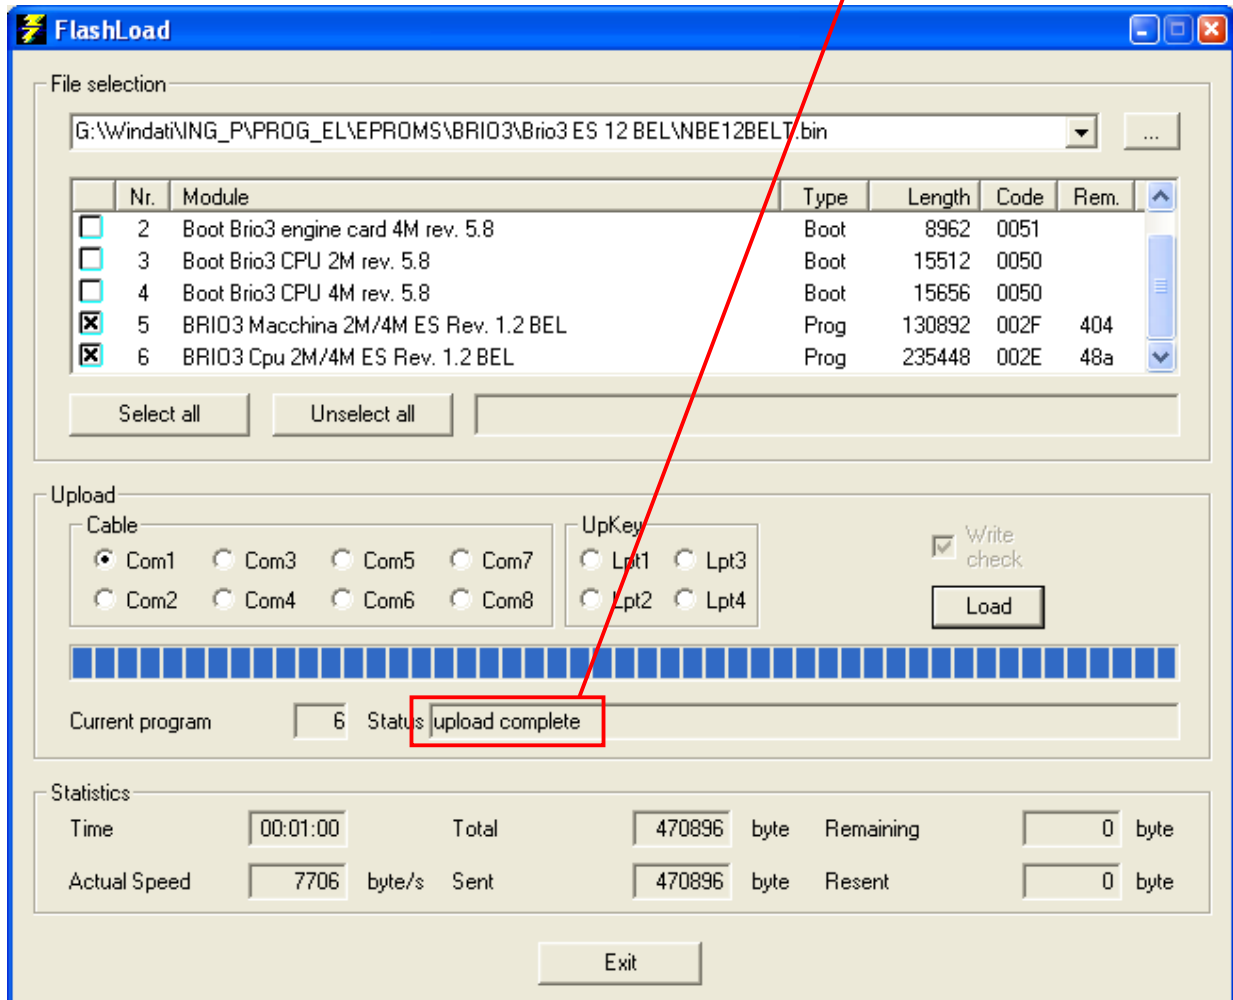 FlashLoad
File selection
G:\Windati\ING_P\PROG_EL\EPROMS\BRIO3\Brio3 ES 12 BEL\NBE12BELT.bin ...
Nr. Module Type Length Code Rem.
2 Boot Brio3 engine card 4M rev. 5.8 Boot 8962 0051
3 Boot Brio3 CPU 2M rev. 5.8 Boot 15512 0050
4 Boot Brio3 CPU 4M rev. 5.8 Boot 15656 0050
5 BRIO3 Macchina 2M/4M ES Rev. 1.2 BEL Prog 130892 002F 404
6 BRIO3 Cpu 2M/4M ES Rev. 1.2 BEL Prog 235448 002E 48a
Select all Unselect all
Upload
Cable UpKey
Com1 Com3 Com5 Com7 Lpt1 Lpt3 Write check
Com2 Com4 Com6 Com8 Lpt2 Lpt4 Load
Current program 6 Status upload complete
Statistics
Time 00:01:00 Total 470896 byte Remaining 0 byte
Actual Speed 7706 byte/s Sent 470896 byte Resent 0 byte
Exit